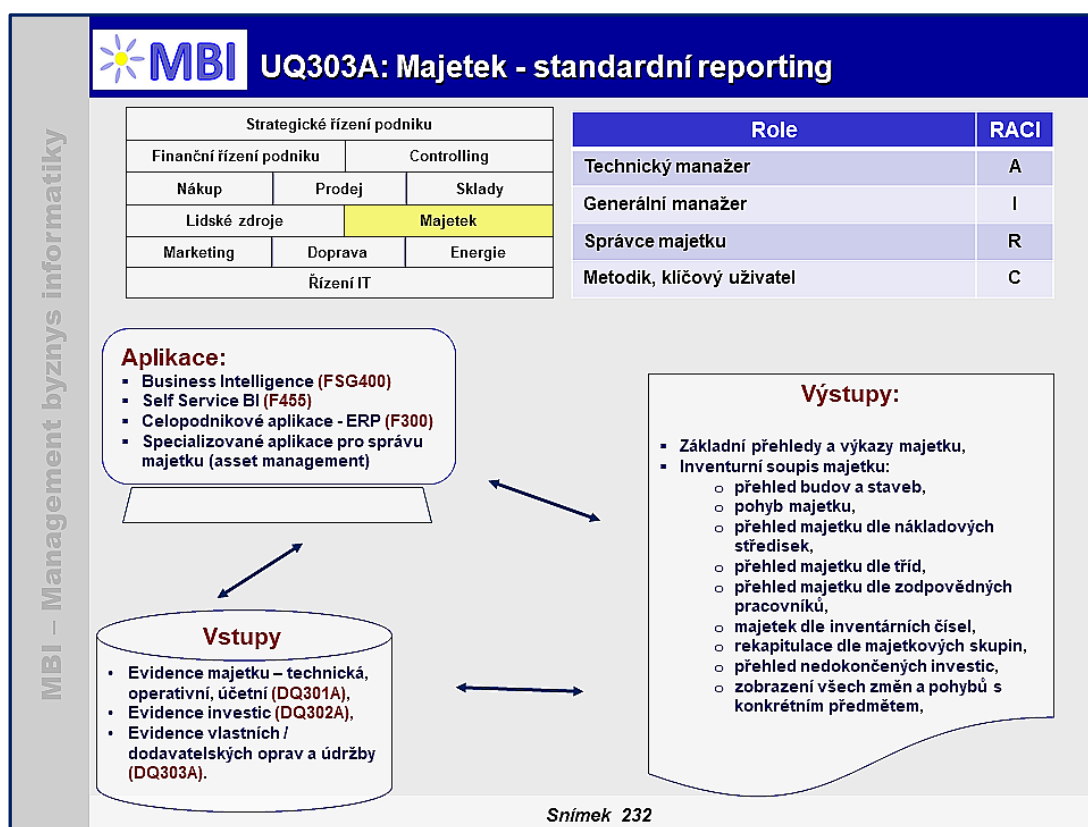 MBI
UQ303A: Majetek - standardní reporting
MBI – Management byznys informatiky
Strategické řízení podniku
Finanční řízení podniku Controlling
Nákup Prodej Sklady
Lidské zdroje Majetek
Marketing Doprava Energie
Řízení IT
Role RACI
Technický manažer A
Generální manažer I
Správce majetku R
Metodik, klíčový uživatel C
Aplikace:
▪ Business Intelligence (FSG400)
▪ Self Service BI (F455)
▪ Celopodnikové aplikace - ERP (F300)
▪ Specializované aplikace pro správu
majetku (asset management)
Výstupy:
▪ Základní přehledy a výkazy majetku,
▪ Inventurní soupis majetku:
o přehled budov a staveb,
o pohyb majetku,
o přehled majetku dle nákladových
středisek,
o přehled majetku dle tříd,
o přehled majetku dle zodpovědných
pracovníků,
o majetek dle inventárních čísel,
o rekapitulace dle majetkových skupin,
o přehled nedokončených investic,
o zobrazení všech změn a pohybů s
konkrétním předmětem,
Vstupy
• Evidence majetku – technická,
operativní, účetní (DQ301A),
• Evidence investic (DQ302A),
• Evidence vlastních /
dodavatelských oprav a údržby
(DQ303A).
Snímek 232